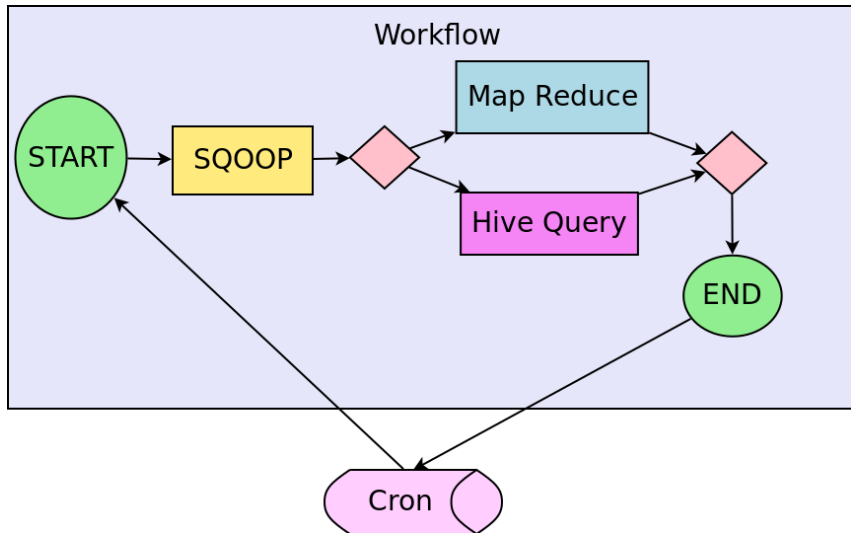 Workflow
START
SQOOP
Map Reduce
Hive Query
END
Cron